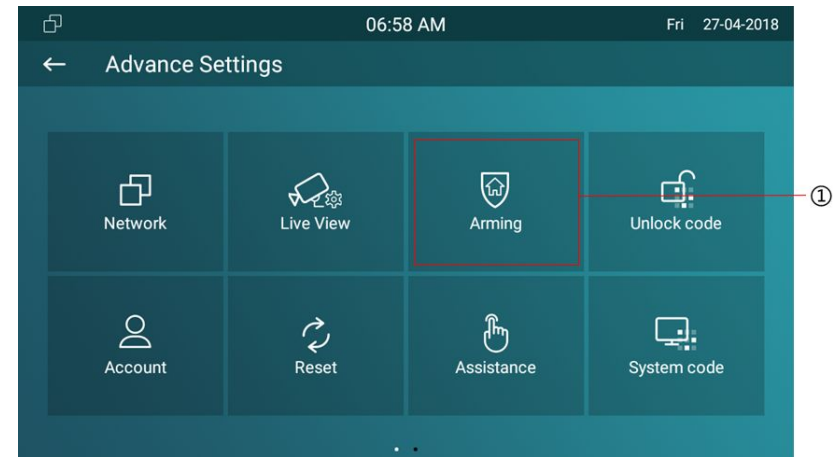 06:58 AM Fri 27-04-2018
← Advance Settings
Network Live View Arming Unlock code
①
Account Reset Assistance System code